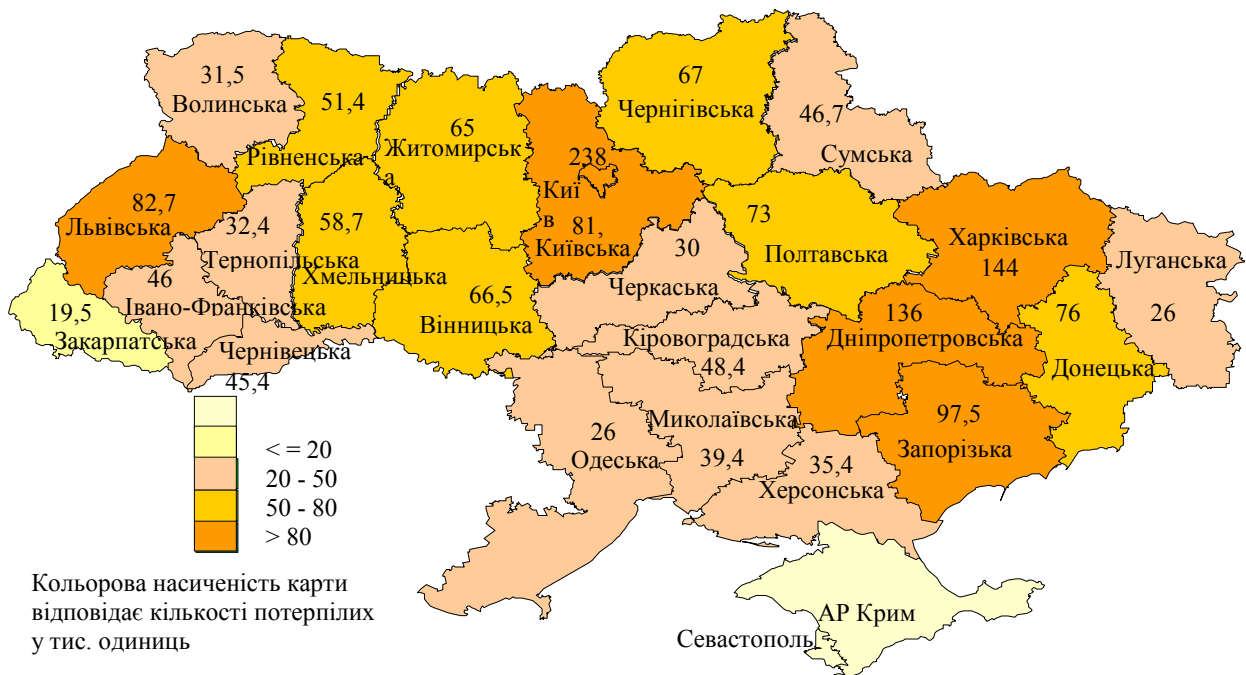 31,5
Волинська
51,4
Рівненська
65
Житомирськ
а
67
Чернігівська
46,7
Сумська
238
Киї
в
81,
Київська
82,7
Львівська
32,4
Тернопільська
58,7
Хмельницька
73
Полтавська
Харківська
144
Луганська
26
46
Івано-Франківська
66,5
Вінницька
30
Черкаська
19,5
Закарпатська
Чернівецька
45,4
Кіровоградська
48,4
136
Дніпропетровська
76
Донецька
26
Одеська
Миколаївська
39,4
35,4
Херсонська
97,5
Запорізька
< = 20
20 - 50
50 - 80
> 80
Кольорова насиченість карти
відповідає кількості потерпілих
у тис. одиниць
АР Крим
Севастополь